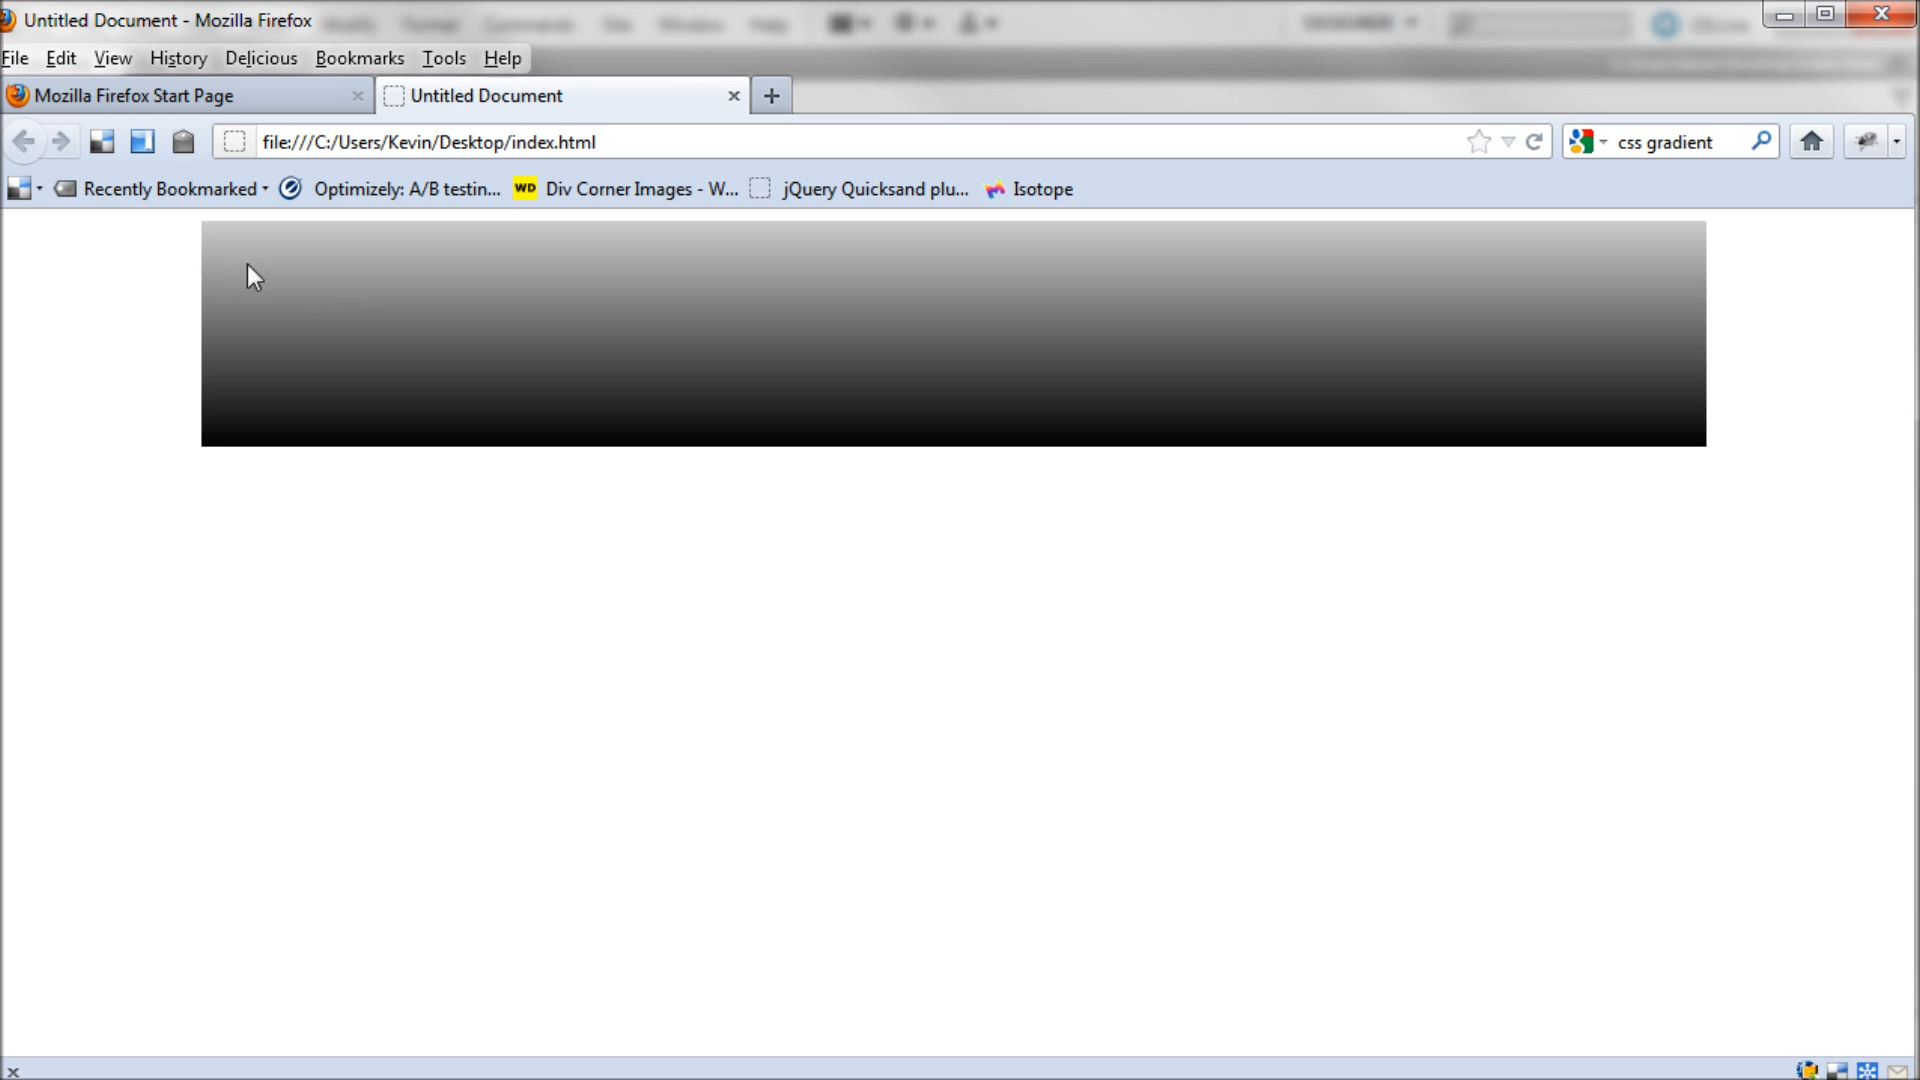 Untitled Document - Mozilla Firefox
File Edit View History Delicious Bookmarks Tools Help
Mozilla Firefox Start Page
Untitled Document
file:///C:/Users/Kevin/Desktop/index.html
css gradient
Recently Bookmarked
Optimizely: A/B testin...
WD Div Corner Images - W...
jQuery Quicksand plu...
Isotope